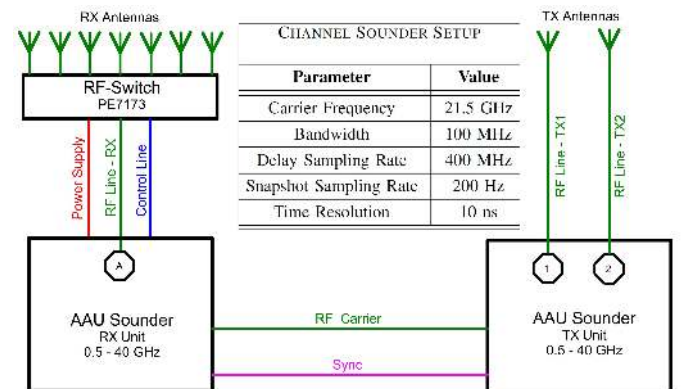 RX Antennas
TX Antennas
CHANNEL SOUNDER SETUP
Parameter Value
Carrier Frequency 21.5 GHz
Bandwidth 100 MHz
Delay Sampling Rate 400 MHz
Snapshot Sampling Rate 200 Hz
Time Resolution 10 ns
RF-Switch
PE7173
Power Supply
RF Line - RX
Control Line
RF Line - TX1
RF Line - TX2
A
1
2
AAU Sounder
RX Unit
0.5 - 40 GHz
RF Carrier
Sync
AAU Sounder
TX Unit
0.5 - 40 GHz